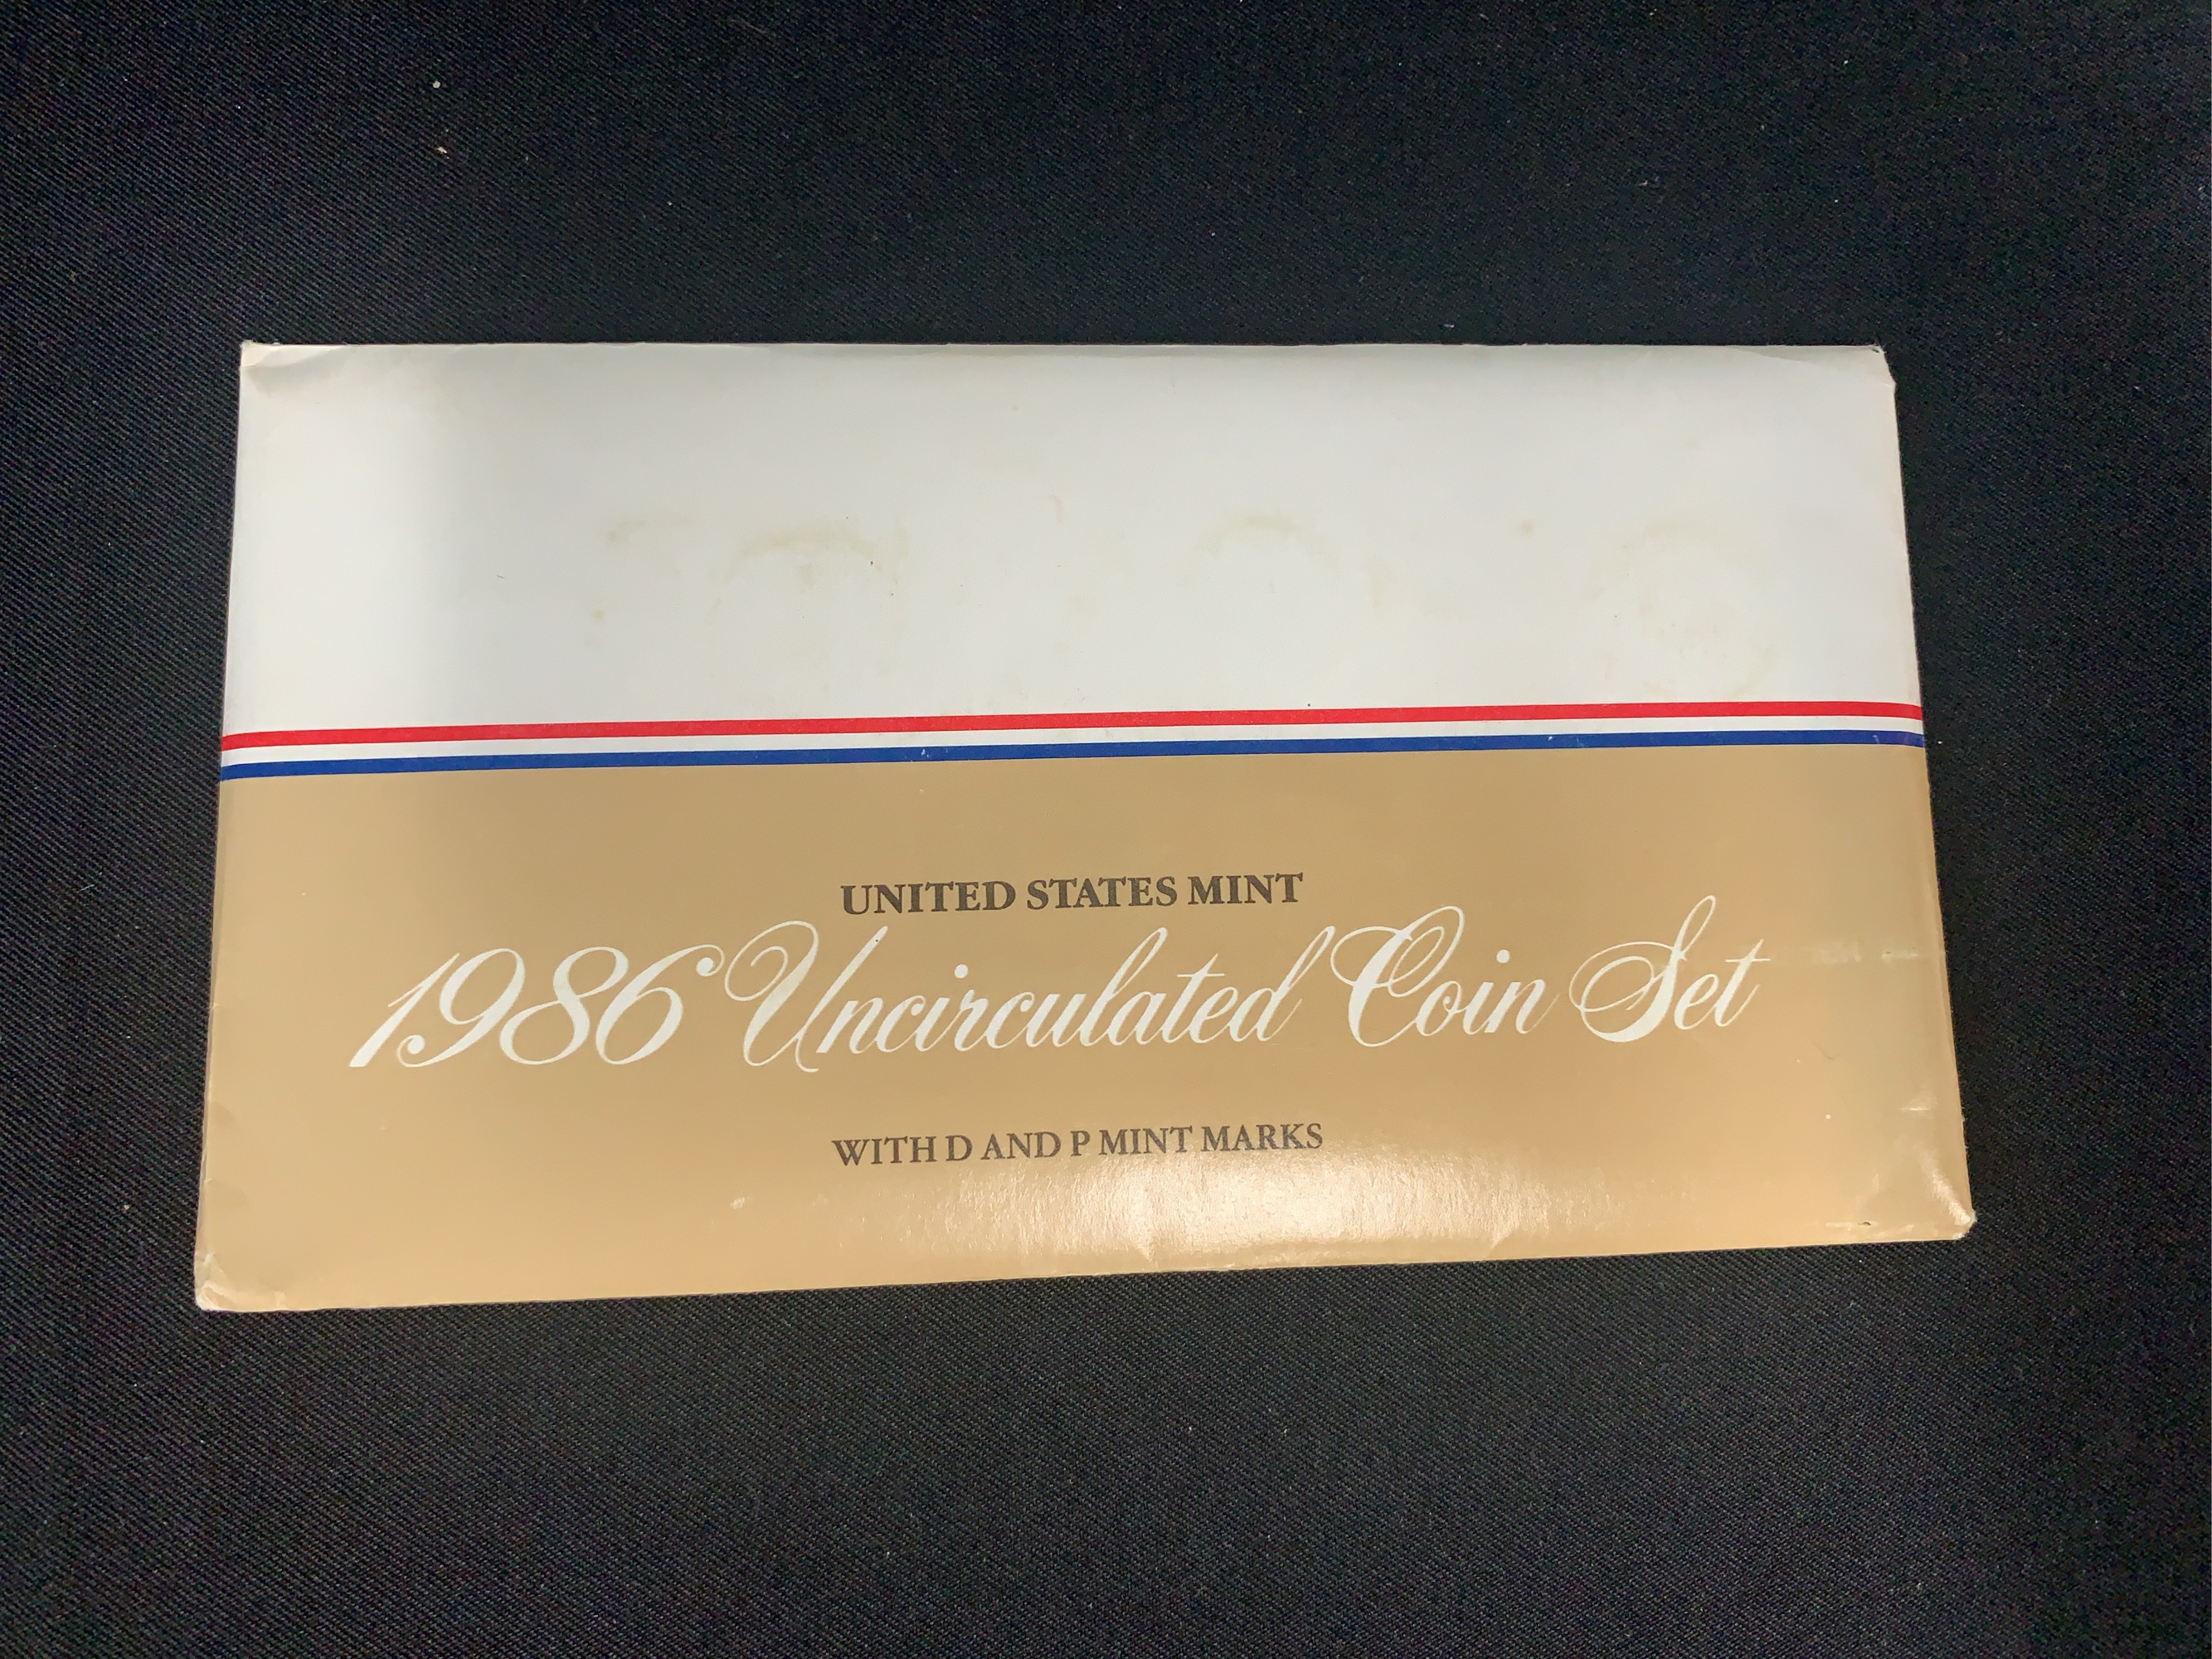 UNITED STATES MINT
1986 Uncirculated Coin Set
WITH D AND P MINT MARKS